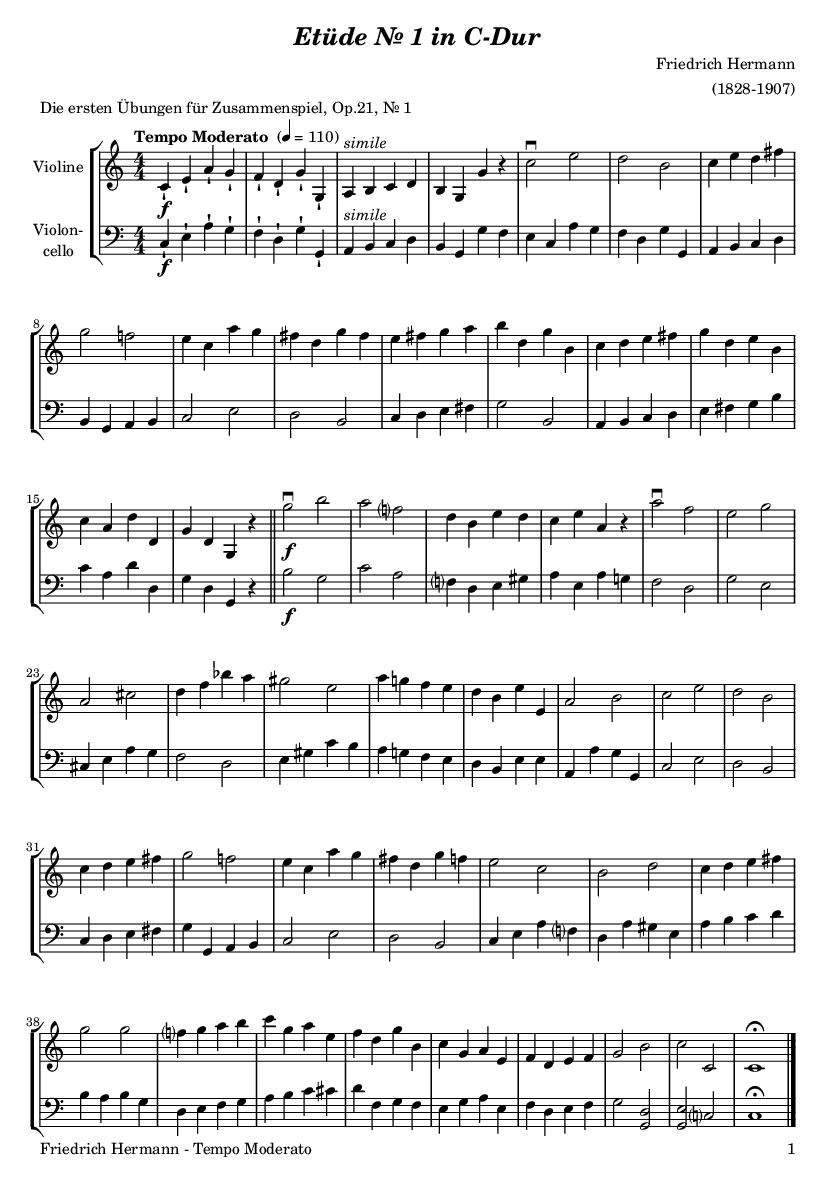 Etüde № 1 in C-Dur
Friedrich Hermann
(1828-1907)
Die ersten Übungen für Zusammenspiel, Op.21, № 1
Tempo Moderato (♩ = 110)
Violine
f
simile
Violon-
cello
f
simile
8
15
f
f
23
31
38
Friedrich Hermann - Tempo Moderato
1